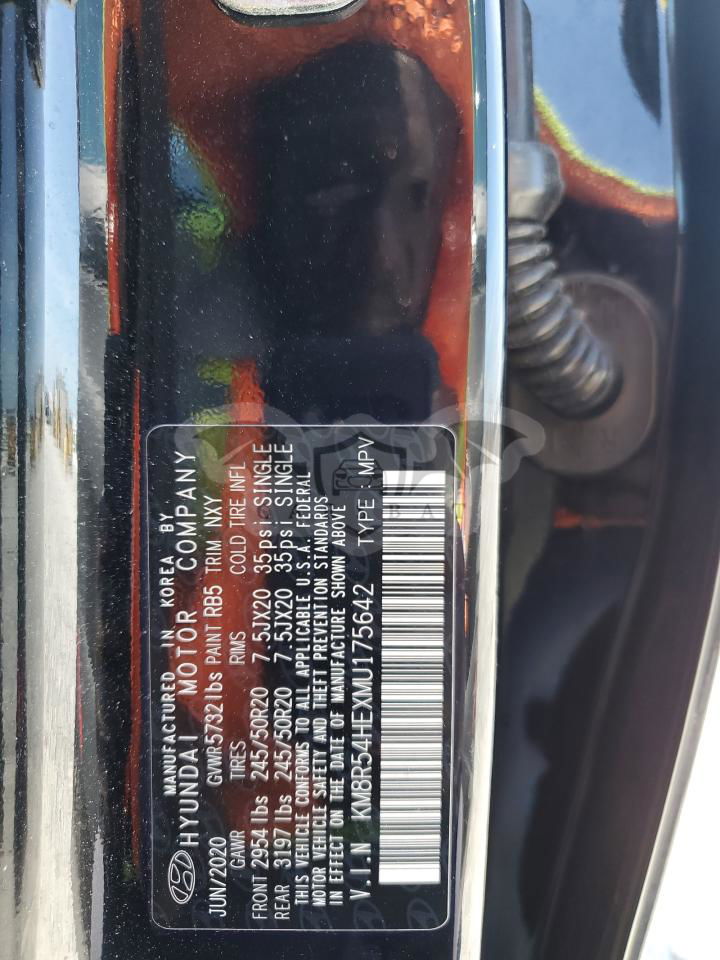 MANUFACTURED IN KOREA BY
HYUNDAI MOTOR COMPANY
JUN/2020 GVWR5732lbs PAINT RB5 TRIM NXY
GAWR TIRES RIMS COLD TIRE INFL
FRONT 2954lbs 245/50R20 7.5JX20 35psi, SINGLE
REAR 3197lbs 245/50R20 7.5JX20 35psi, SINGLE
THIS VEHICLE CONFORMS TO ALL APPLICABLE U.S.A. FEDERAL
MOTOR VEHICLE SAFETY AND THEFT PREVENTION STANDARDS
IN EFFECT ON THE DATE OF MANUFACTURE SHOWN ABOVE
V.I.N KM8R54HEXMU175642 TYPE MPV